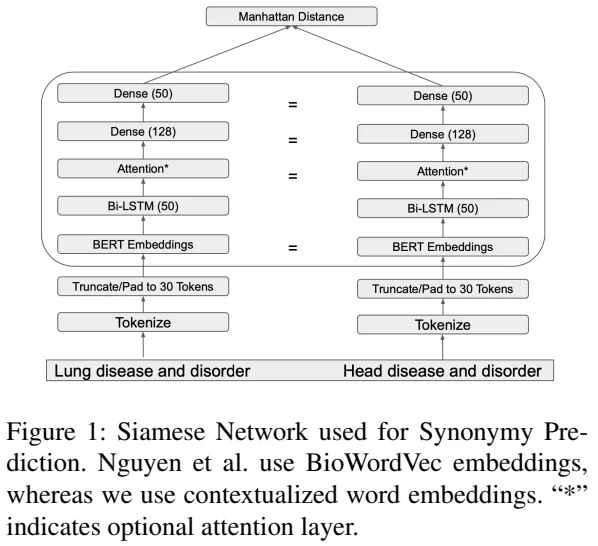 Manhattan Distance
Dense (50)
=
Dense (50)
Dense (128)
=
Dense (128)
Attention*
=
Attention*
Bi-LSTM (50)
Bi-LSTM (50)
BERT Embeddings
=
BERT Embeddings
Truncate/Pad to 30 Tokens
Truncate/Pad to 30 Tokens
Tokenize
Tokenize
Lung disease and disorder
Head disease and disorder
Figure 1: Siamese Network used for Synonymy Pre-
diction. Nguyen et al. use BioWordVec embeddings,
whereas we use contextualized word embeddings. “*”
indicates optional attention layer.